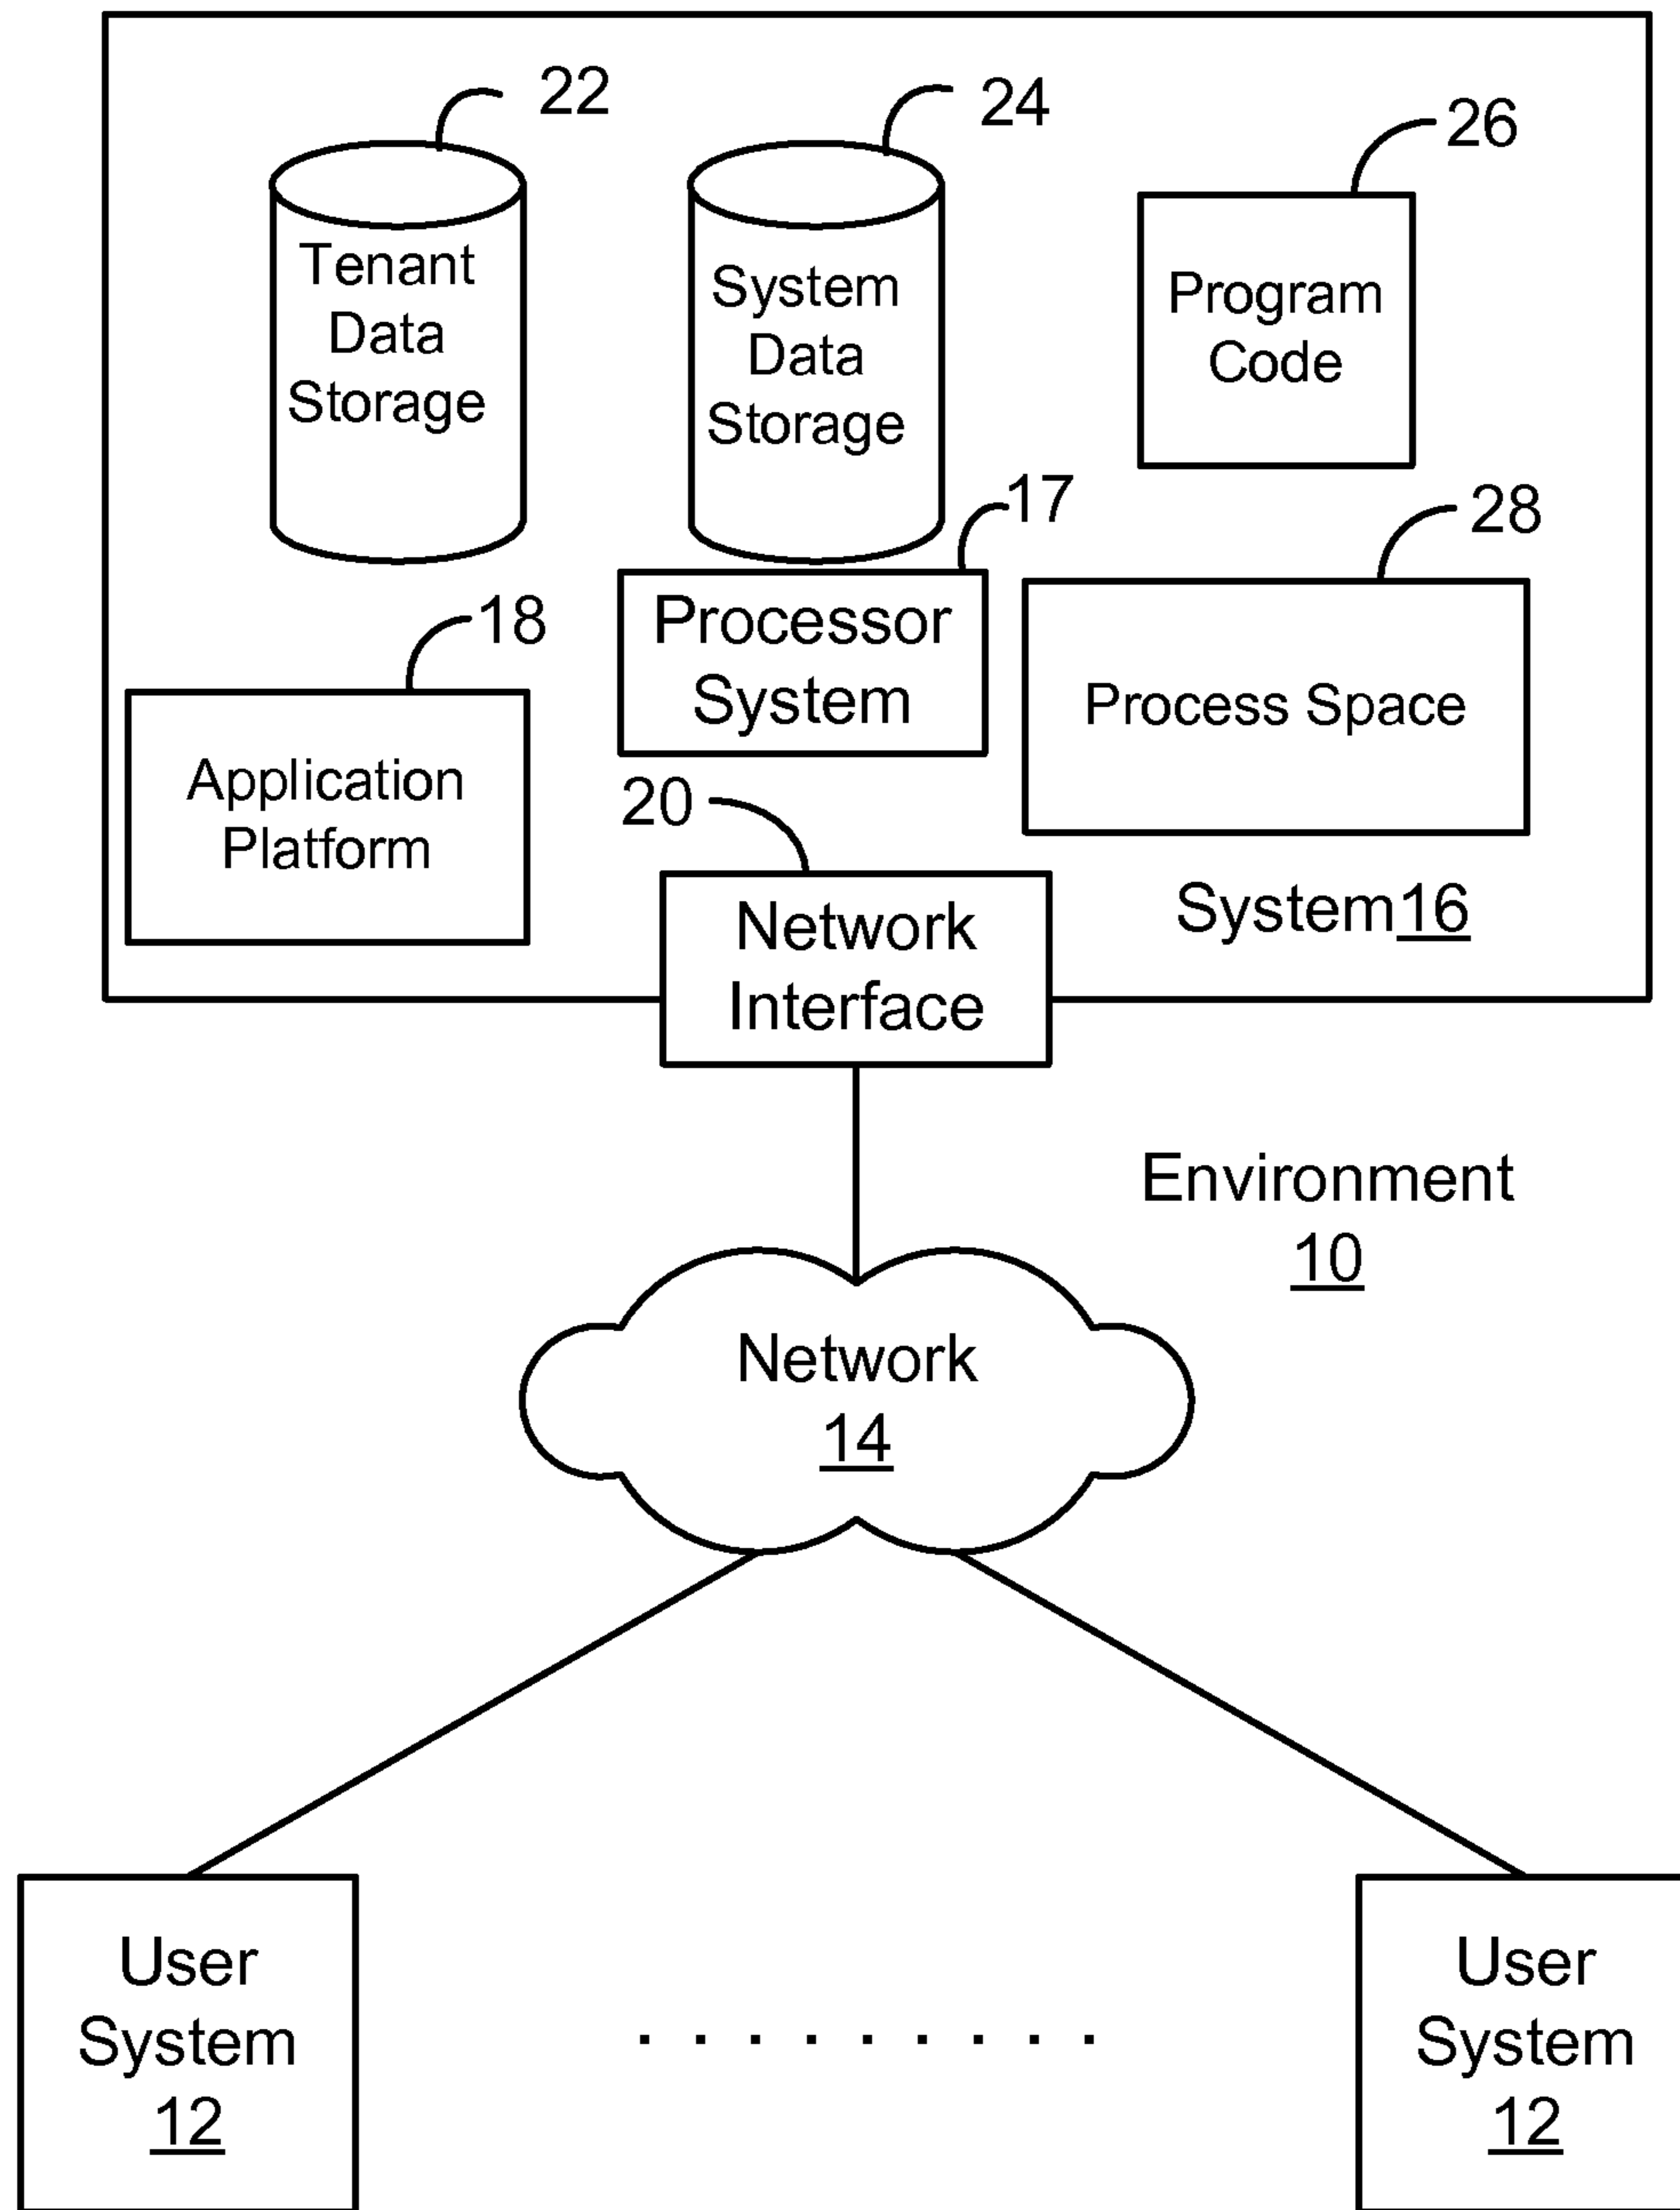 22
24
26
Tenant
Data
Storage
System
Data
Storage
Program
Code
17
28
18
Processor
System
Process Space
Application
Platform
20
Network
Interface
System16
Environment
10
Network
14
User
System
12
. . . . . . . . .
User
System
12